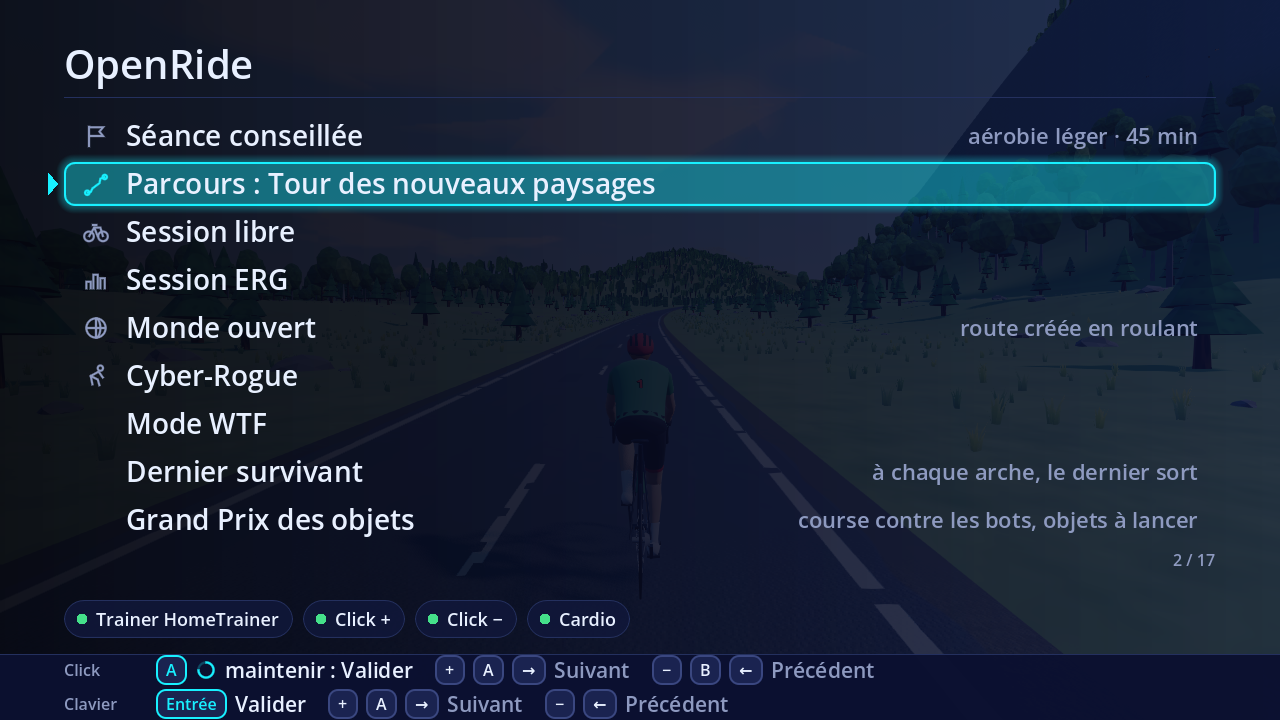 OpenRide
Séance conseillée aérobie léger · 45 min
Parcours : Tour des nouveaux paysages
Session libre
Session ERG
Monde ouvert route créée en roulant
Cyber-Rogue
Mode WTF
Dernier survivant à chaque arche, le dernier sort
Grand Prix des objets course contre les bots, objets à lancer
2 / 17
Trainer HomeTrainer Click + Click − Cardio
Click A maintenir : Valider + A → Suivant − B ← Précédent
Clavier Entrée Valider + A → Suivant − ← Précédent